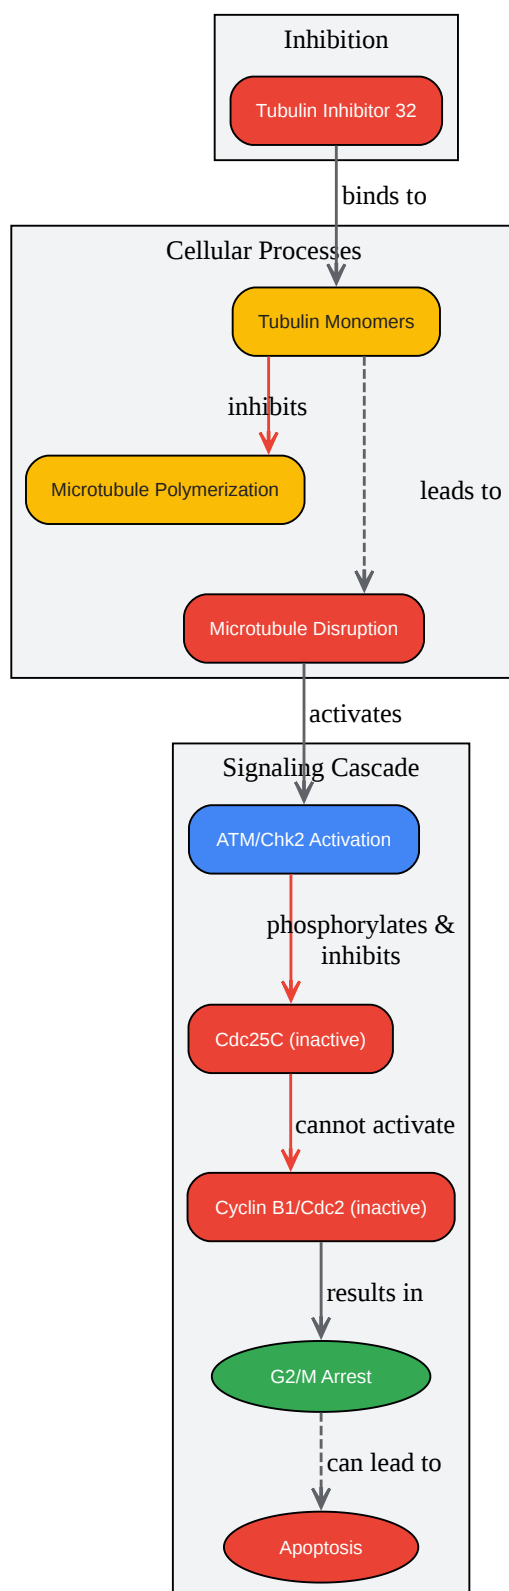 Inhibition
Tubulin Inhibitor 32
binds to
Cellular Processes
Tubulin Monomers
inhibits
Microtubule Polymerization
leads to
Microtubule Disruption
activates
Signaling Cascade
ATM/Chk2 Activation
phosphorylates &
inhibits
Cdc25C (inactive)
cannot activate
Cyclin B1/Cdc2 (inactive)
results in
G2/M Arrest
can lead to
Apoptosis